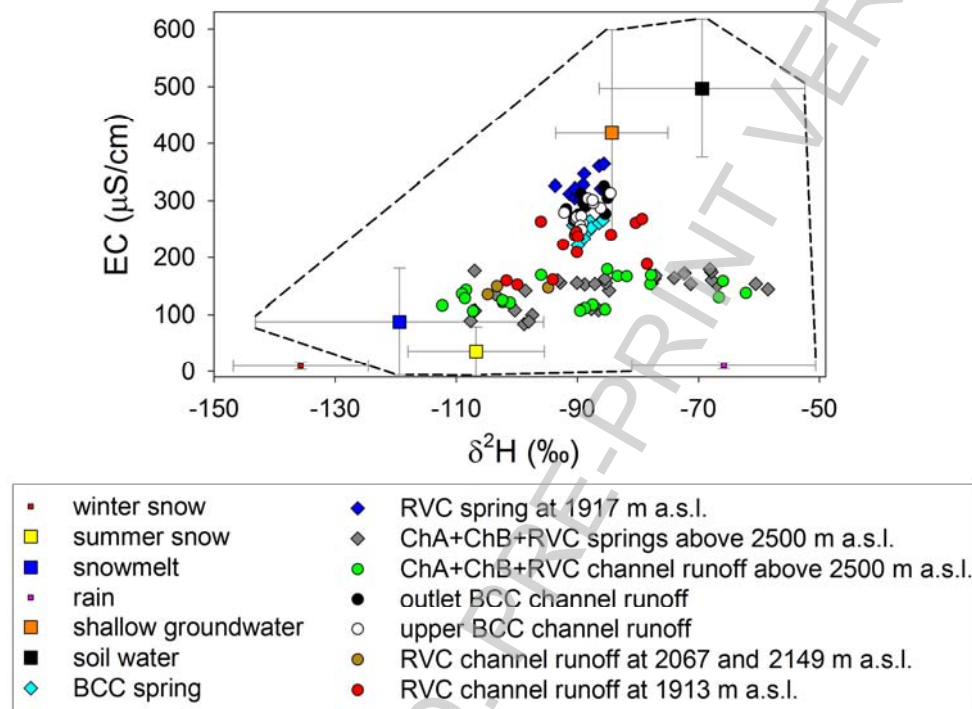 600
500
400
300
200
100
0
EC (µS/cm)
-150 -130 -110 -90 -70 -50
δ²H (‰)
winter snow
summer snow
snowmelt
rain
shallow groundwater
soil water
BCC spring
RVC spring at 1917 m a.s.l.
ChA+ChB+RVC springs above 2500 m a.s.l.
ChA+ChB+RVC channel runoff above 2500 m a.s.l.
outlet BCC channel runoff
upper BCC channel runoff
RVC channel runoff at 2067 and 2149 m a.s.l.
RVC channel runoff at 1913 m a.s.l.
PRE-PRINT VER